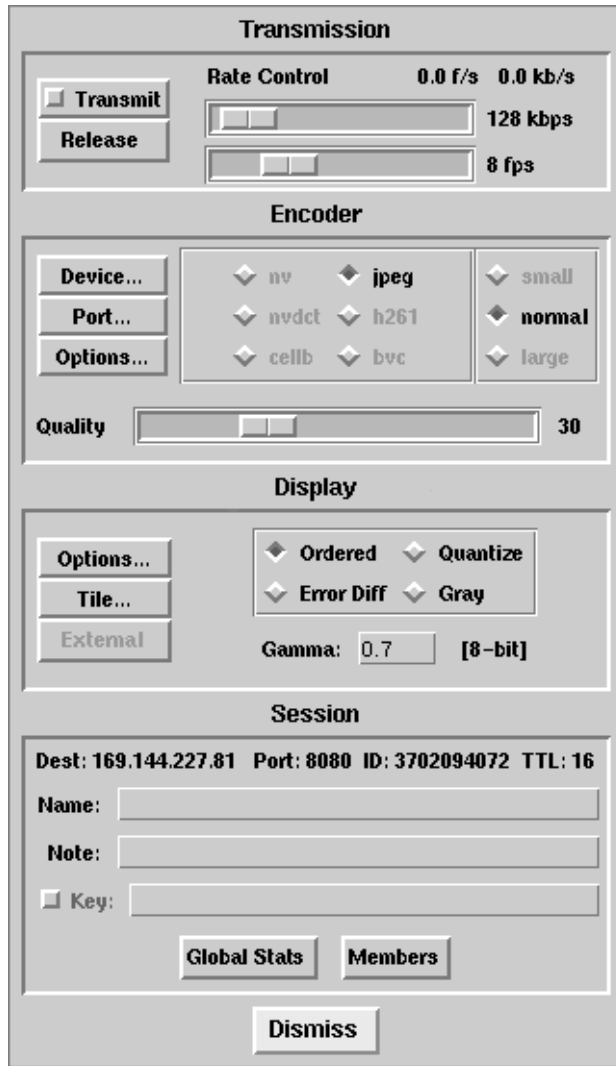 Transmission
Rate Control 0.0 f/s 0.0 kb/s
Transmit
128 kbps
Release
8 fps
Encoder
Device... nv jpeg small
Port... nvdct h261 normal
Options... cellb bvc large
Quality 30
Display
Options... Ordered Quantize
Tile... Error Diff Gray
External
Gamma: 0.7 [8-bit]
Session
Dest: 169.144.227.81 Port: 8080 ID: 3702094072 TTL: 16
Name:
Note:
Key:
Global Stats Members
Dismiss